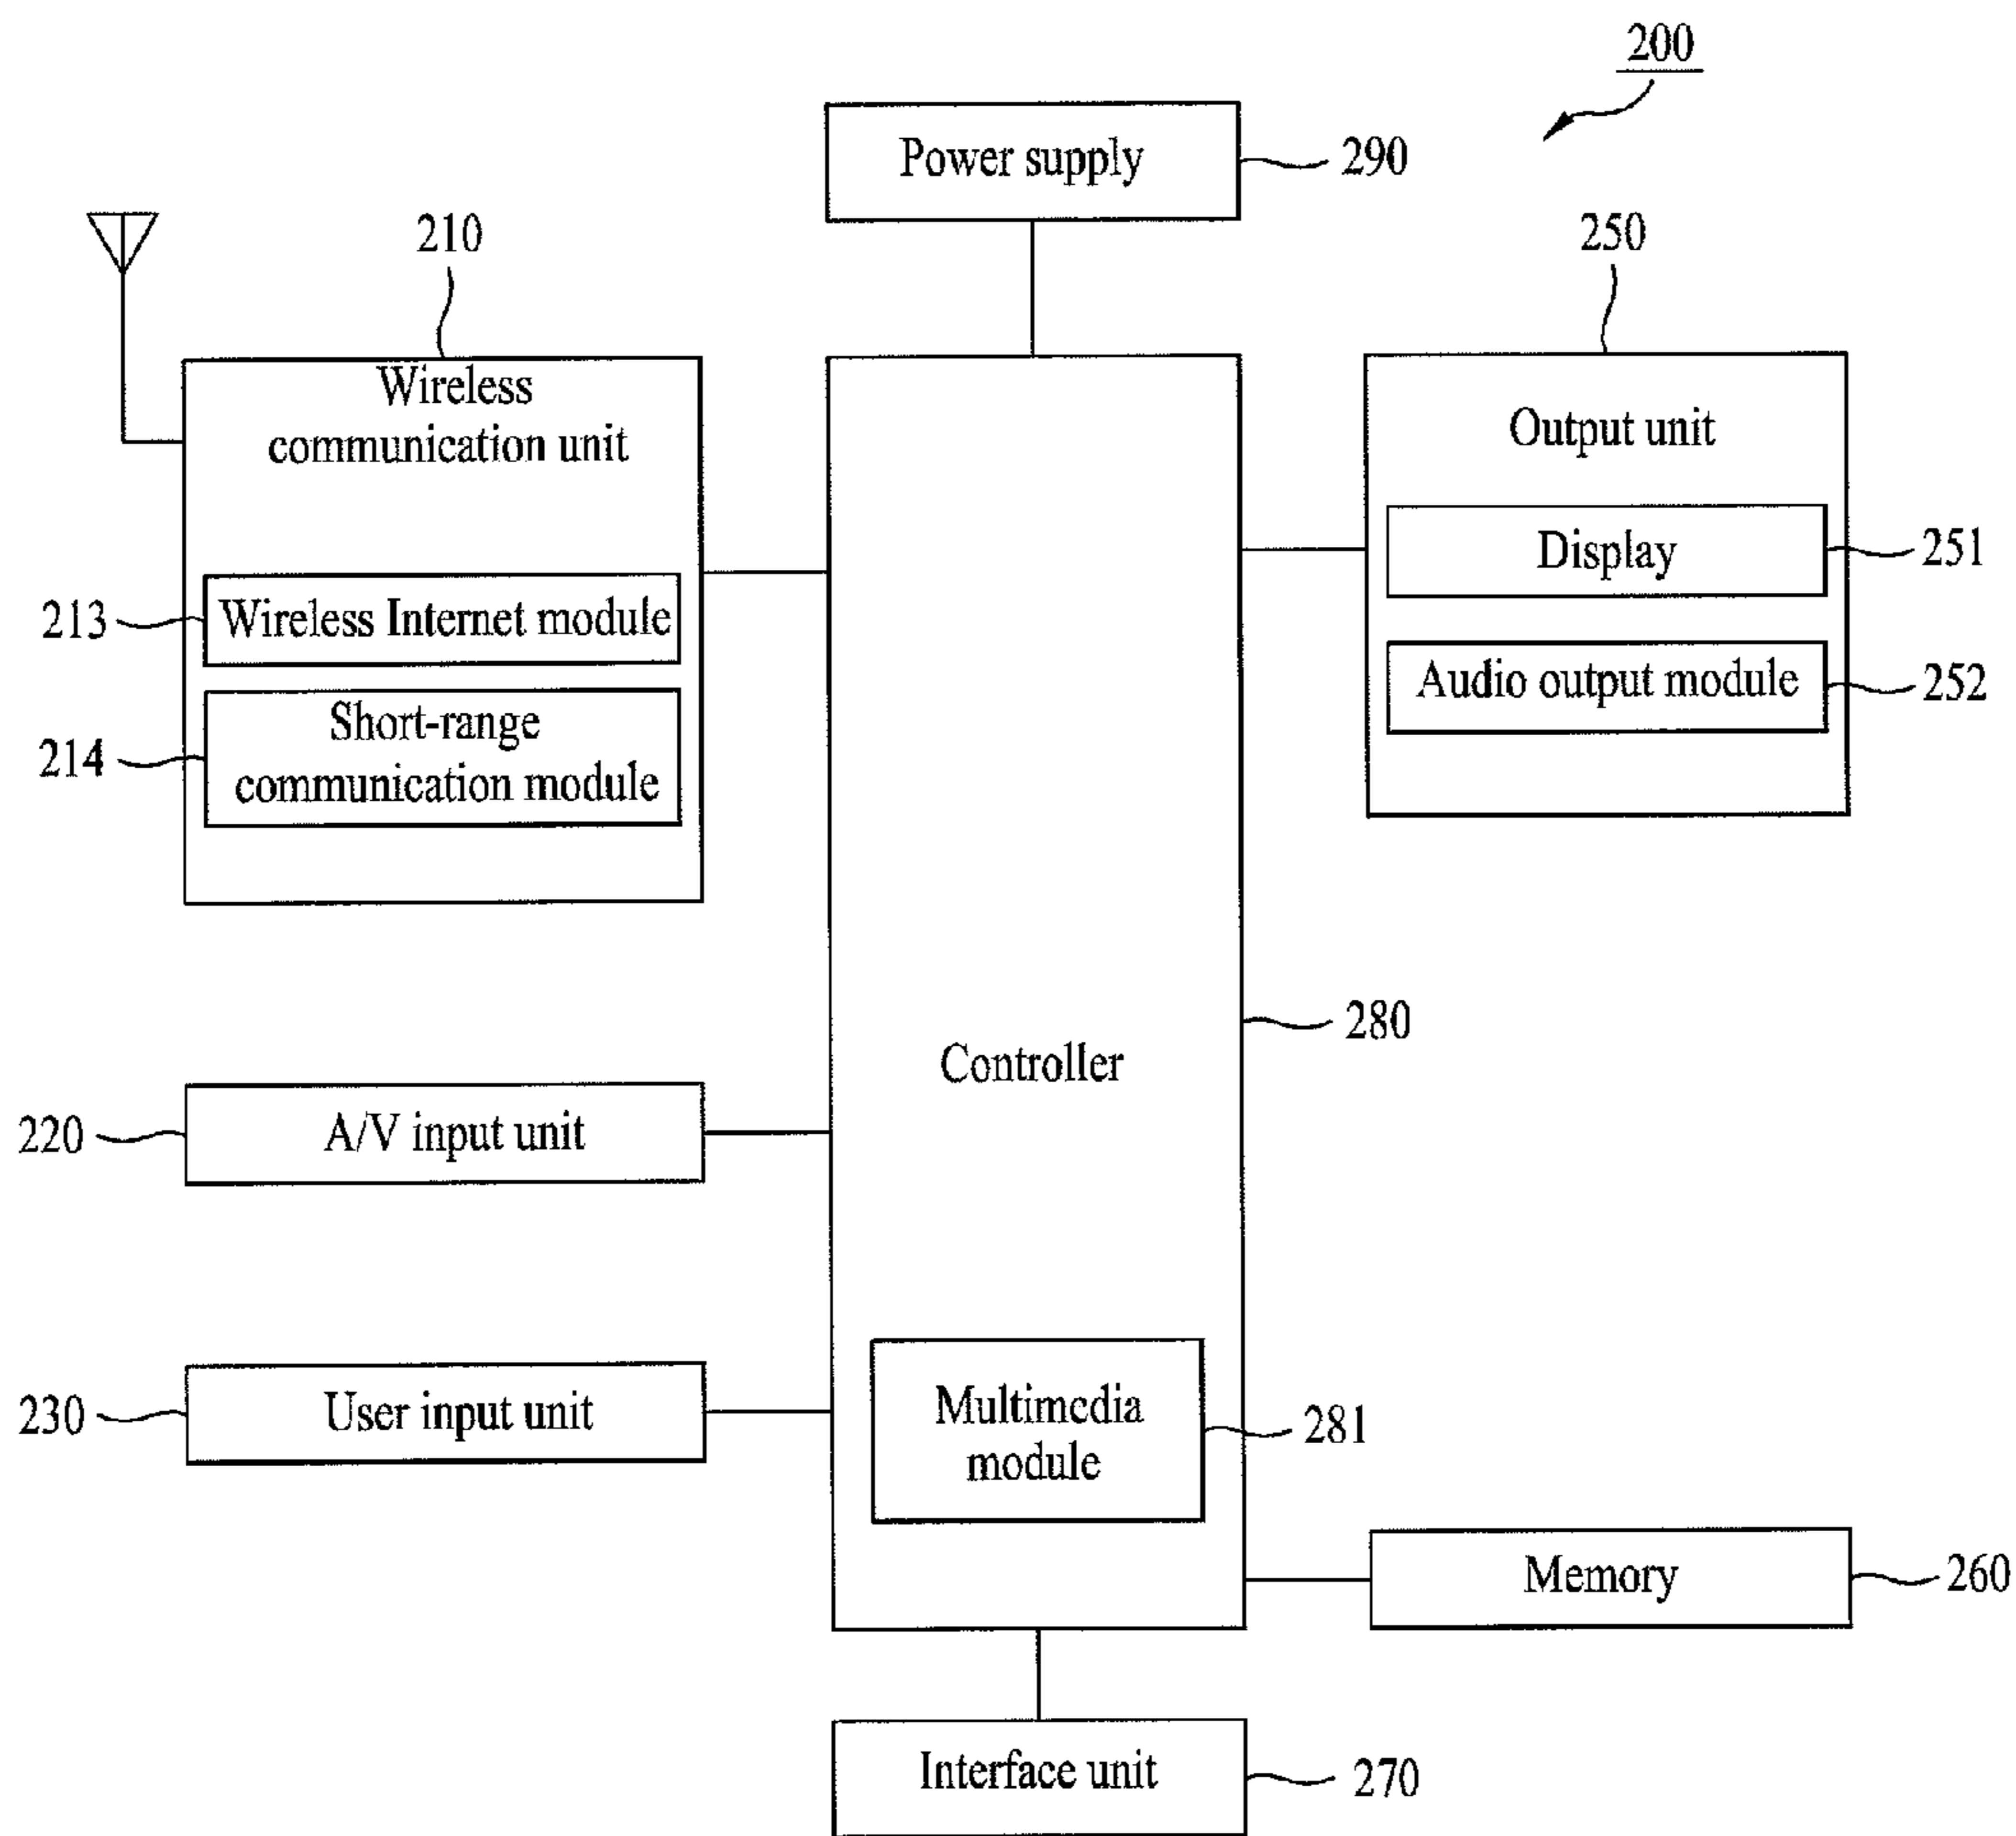 200
Power supply
290
210
250
Wireless
communication unit
Output unit
Display
251
213
Wireless Internet module
Audio output module
252
214
Short-range
communication module
280
Controller
220
A/V input unit
230
User input unit
Multimedia
module
281
Memory
260
Interface unit
270